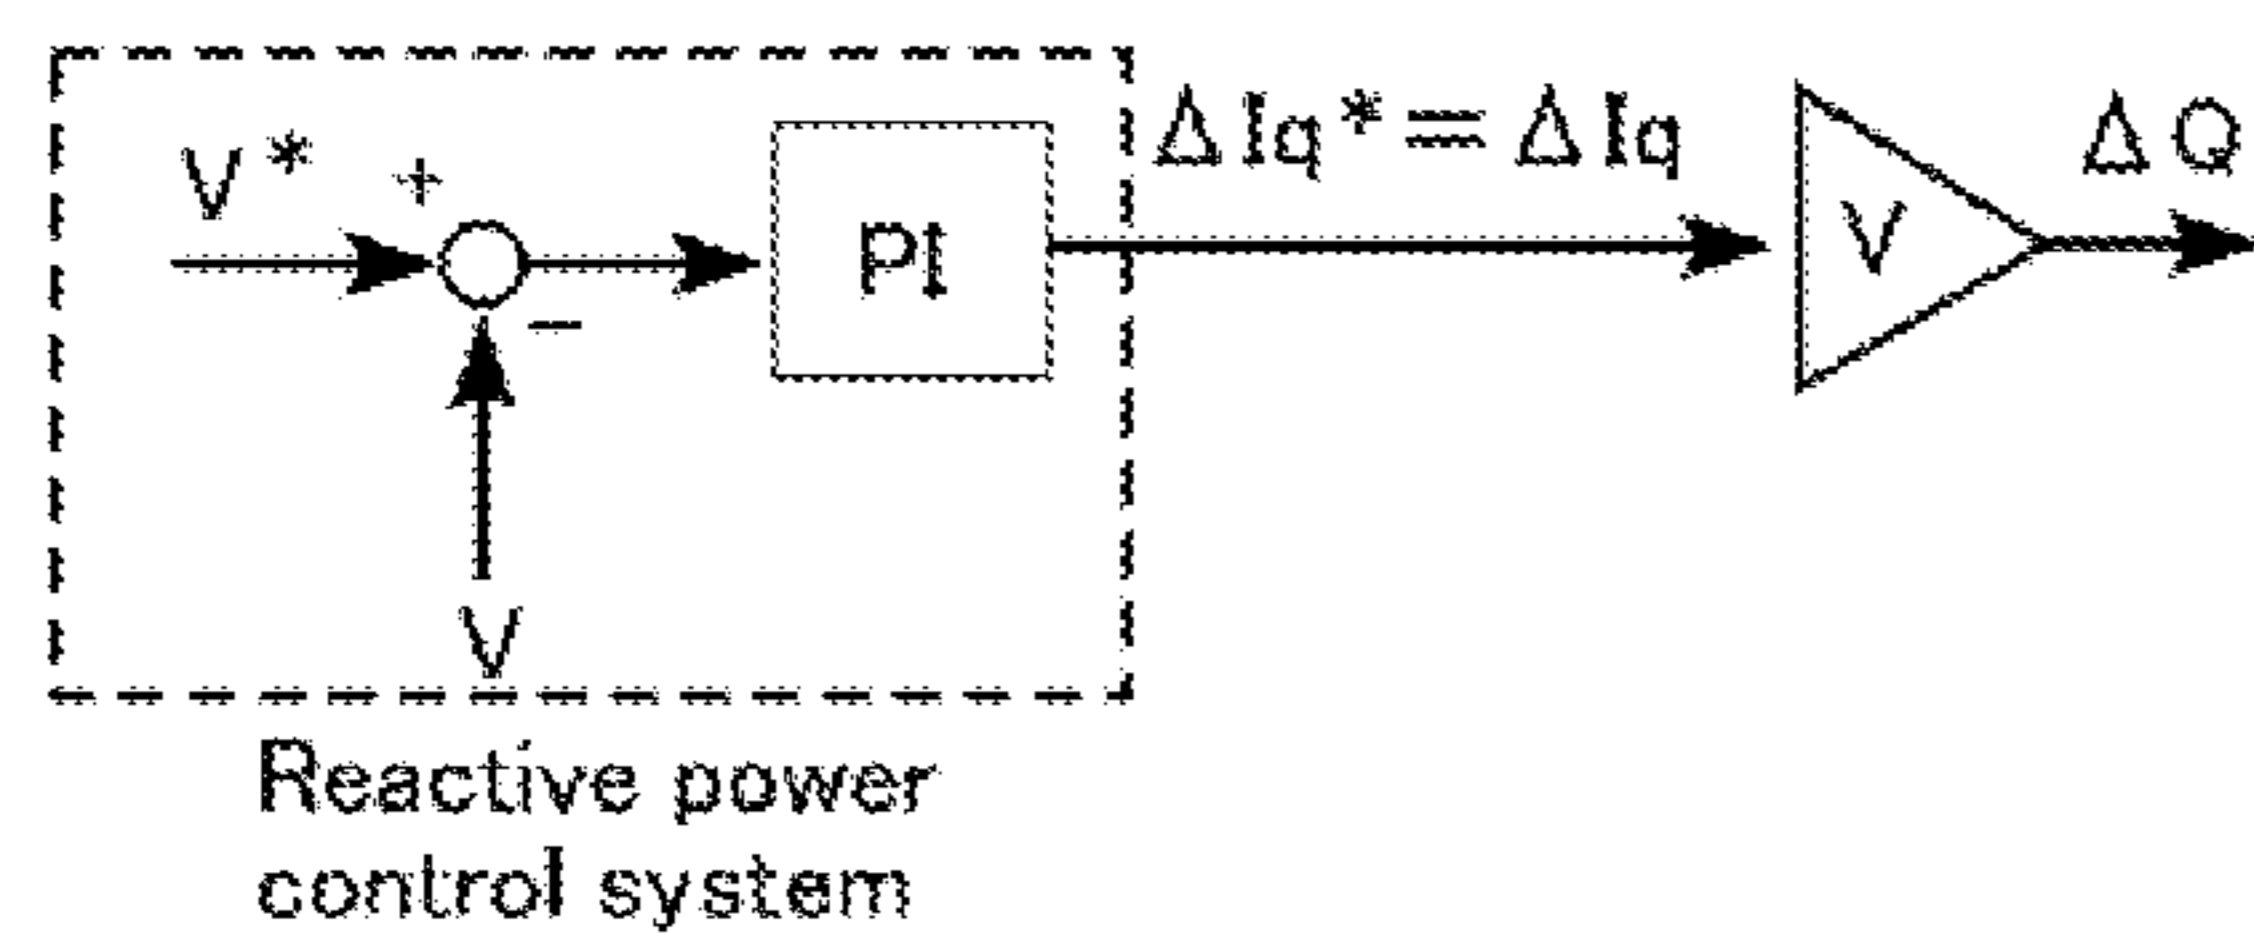 V* +
PI
ΔIq* = ΔIq
V
ΔQ
−
V
Reactive power
control system